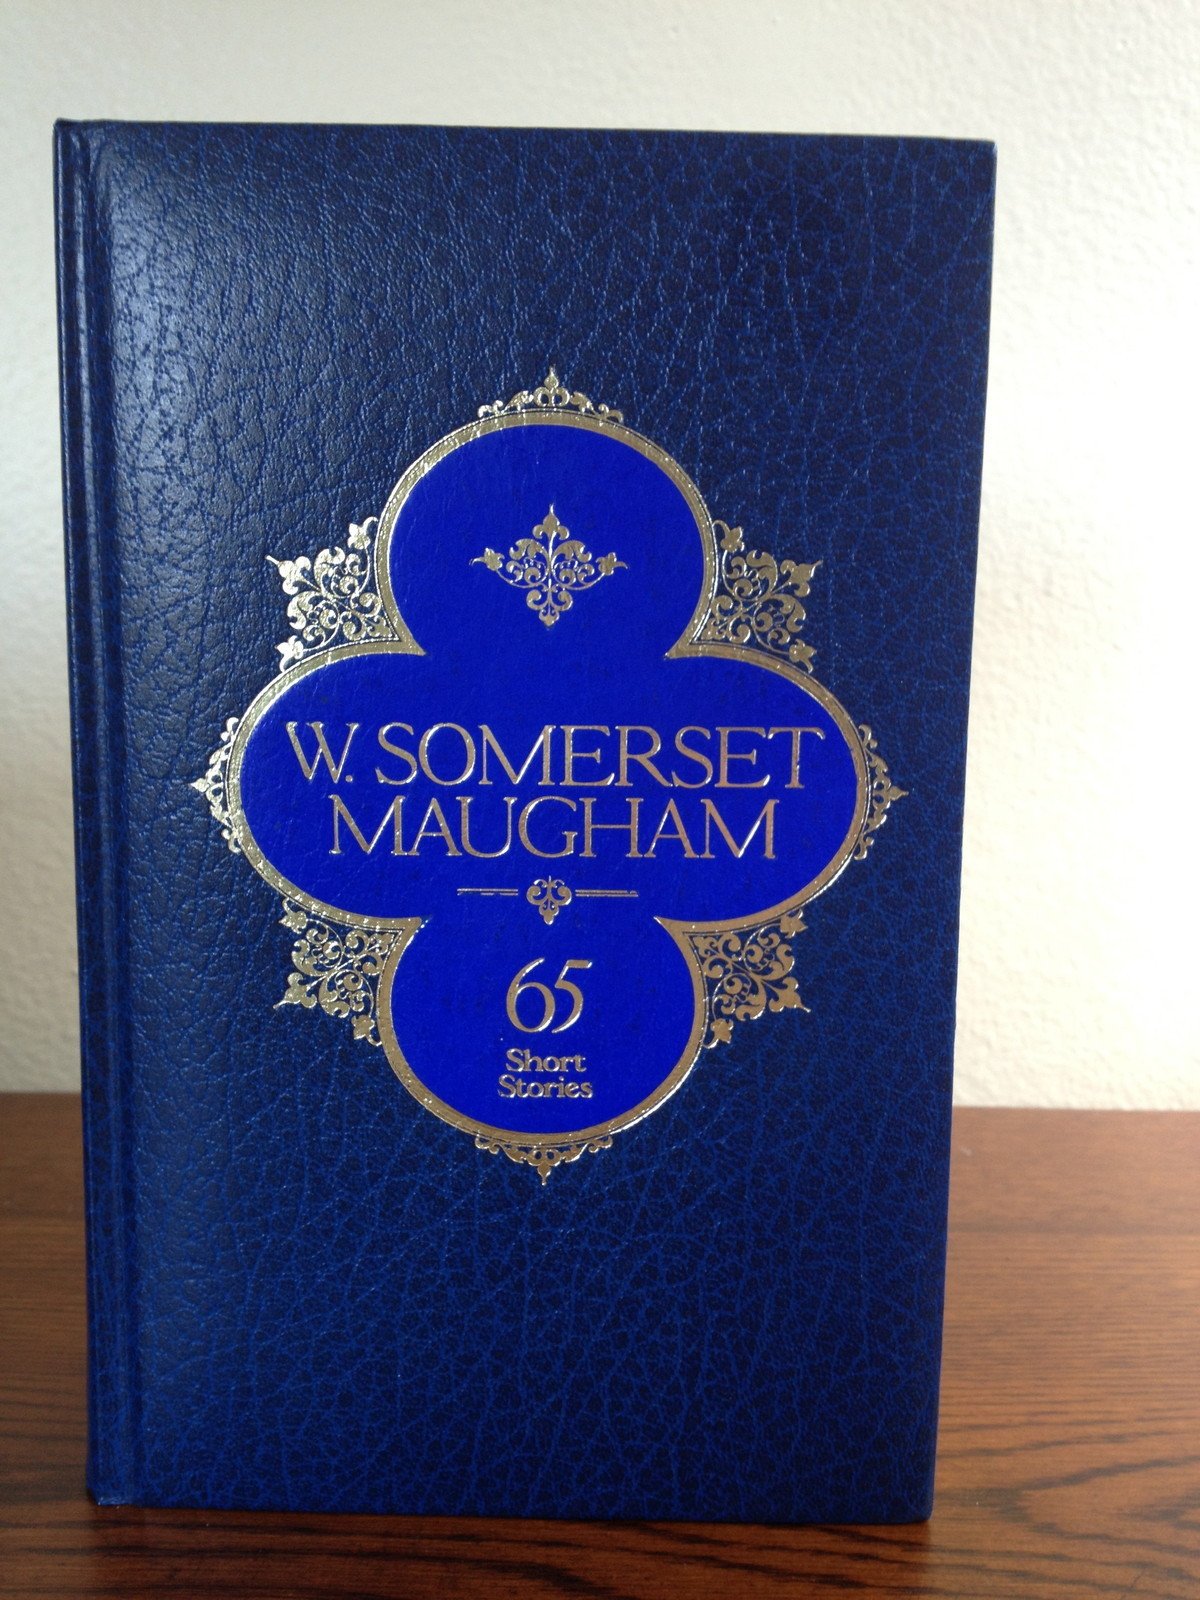 W. SOMERSET
MAUGHAM
65
Short
Stories